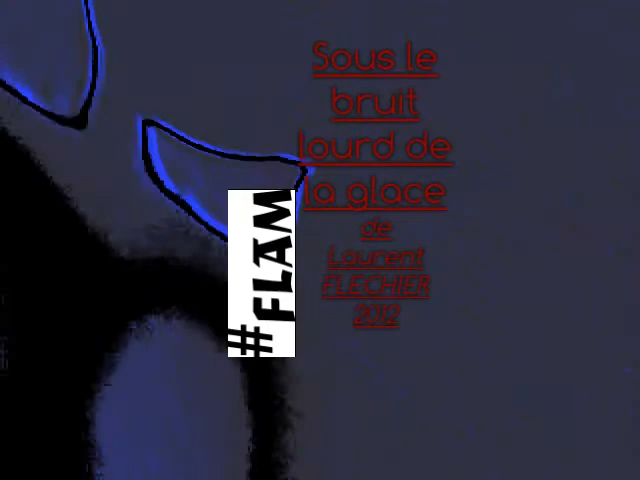 Sous le
bruit
lourd de
la glace
de
Laurent
FLECHIER
2012
#FLAM